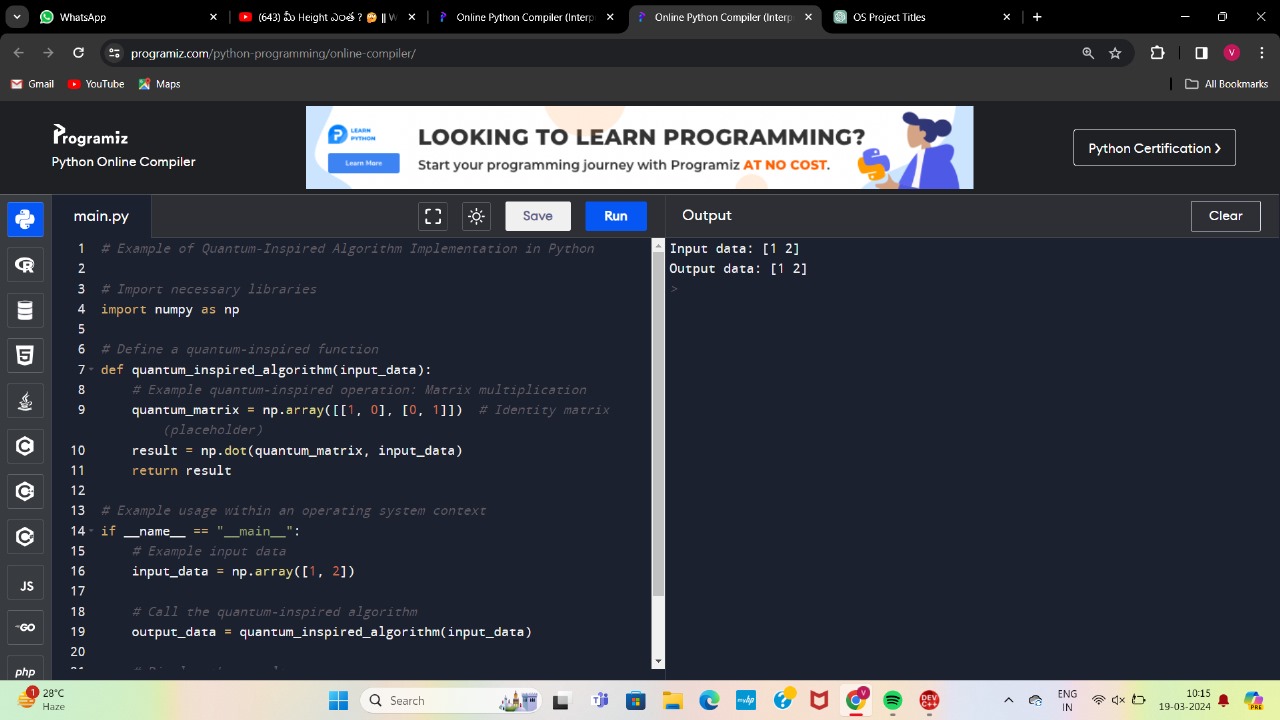 WhatsApp
(643) మీ Height ఎంత ? 🤔 || W
Online Python Compiler (Interp
Online Python Compiler (Interp
OS Project Titles
programiz.com/python-programming/online-compiler/
Gmail
YouTube
Maps
All Bookmarks
Programiz
Python Online Compiler
LEARN PYTHON
Learn More
LOOKING TO LEARN PROGRAMMING?
Start your programming journey with Programiz AT NO COST.
Python Certification >
main.py
Save
Run
Output
Clear
1 # Example of Quantum-Inspired Algorithm Implementation in Python
2
3 # Import necessary libraries
4 import numpy as np
5
6 # Define a quantum-inspired function
7 def quantum_inspired_algorithm(input_data):
8 # Example quantum-inspired operation: Matrix multiplication
9 quantum_matrix = np.array([[1, 0], [0, 1]]) # Identity matrix
(placeholder)
10 result = np.dot(quantum_matrix, input_data)
11 return result
12
13 # Example usage within an operating system context
14 if __name__ == "__main__":
15 # Example input data
16 input_data = np.array([1, 2])
17
18 # Call the quantum-inspired algorithm
19 output_data = quantum_inspired_algorithm(input_data)
20
Input data: [1 2]
Output data: [1 2]
>
JS
GO
php
1
28°C
Haze
Search
myhp
DEV C++
ENG
IN
10:15
19-03-2024
PRE
V